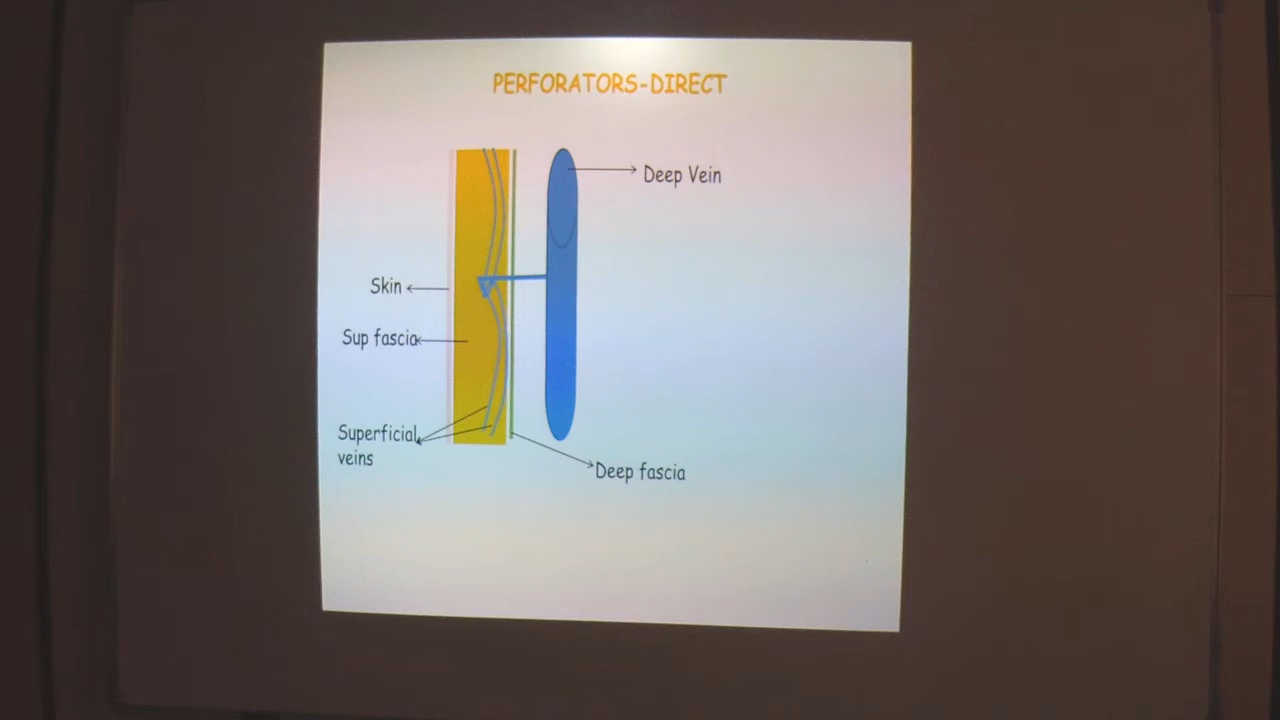 PERFORATORS-DIRECT
Deep Vein
Skin
Sup fascia
Superficial
veins
Deep fascia